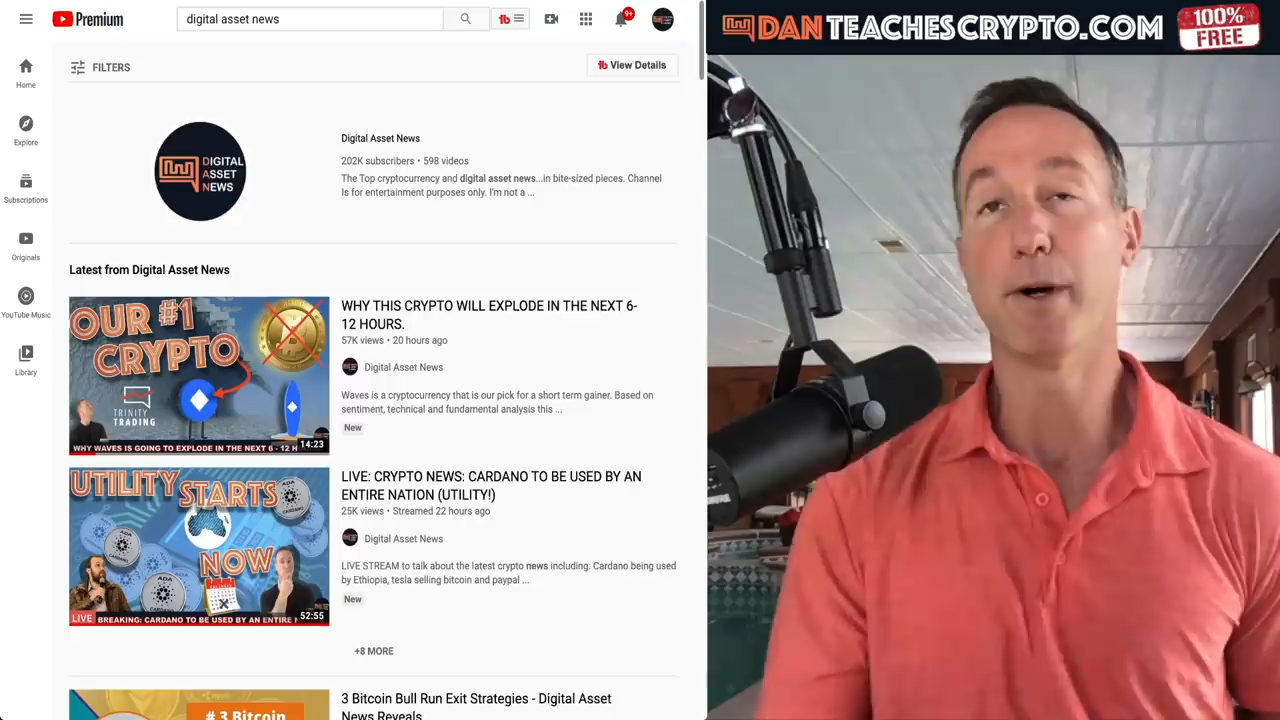 Premium
digital asset news
9+
DANTEACHESCRYPTO.COM
100%
FREE
Home
Explore
Subscriptions
Originals
YouTube Music
Library
FILTERS
View Details
DIGITAL
ASSET
NEWS
Digital Asset News
202K subscribers • 598 videos
The Top cryptocurrency and digital asset news...in bite-sized pieces. Channel
Is for entertainment purposes only. I'm not a ...
Latest from Digital Asset News
OUR #1
CRYPTO
TRINITY
TRADING
WHY WAVES IS GOING TO EXPLODE IN THE NEXT 6 - 12 H
14:23
WHY THIS CRYPTO WILL EXPLODE IN THE NEXT 6-
12 HOURS.
57K views • 20 hours ago
Digital Asset News
Waves is a cryptocurrency that is our pick for a short term gainer. Based on
sentiment, technical and fundamental analysis this ...
New
UTILITY STARTS
NOW
ADA
LIVE
BREAKING: CARDANO TO BE USED BY AN ENTIRE
52:55
LIVE: CRYPTO NEWS: CARDANO TO BE USED BY AN
ENTIRE NATION (UTILITY!)
25K views • Streamed 22 hours ago
Digital Asset News
LIVE STREAM to talk about the latest crypto news including: Cardano being used
by Ethiopia, tesla selling bitcoin and paypal ...
New
+8 MORE
# 3 Bitcoin
3 Bitcoin Bull Run Exit Strategies - Digital Asset
News Reveals